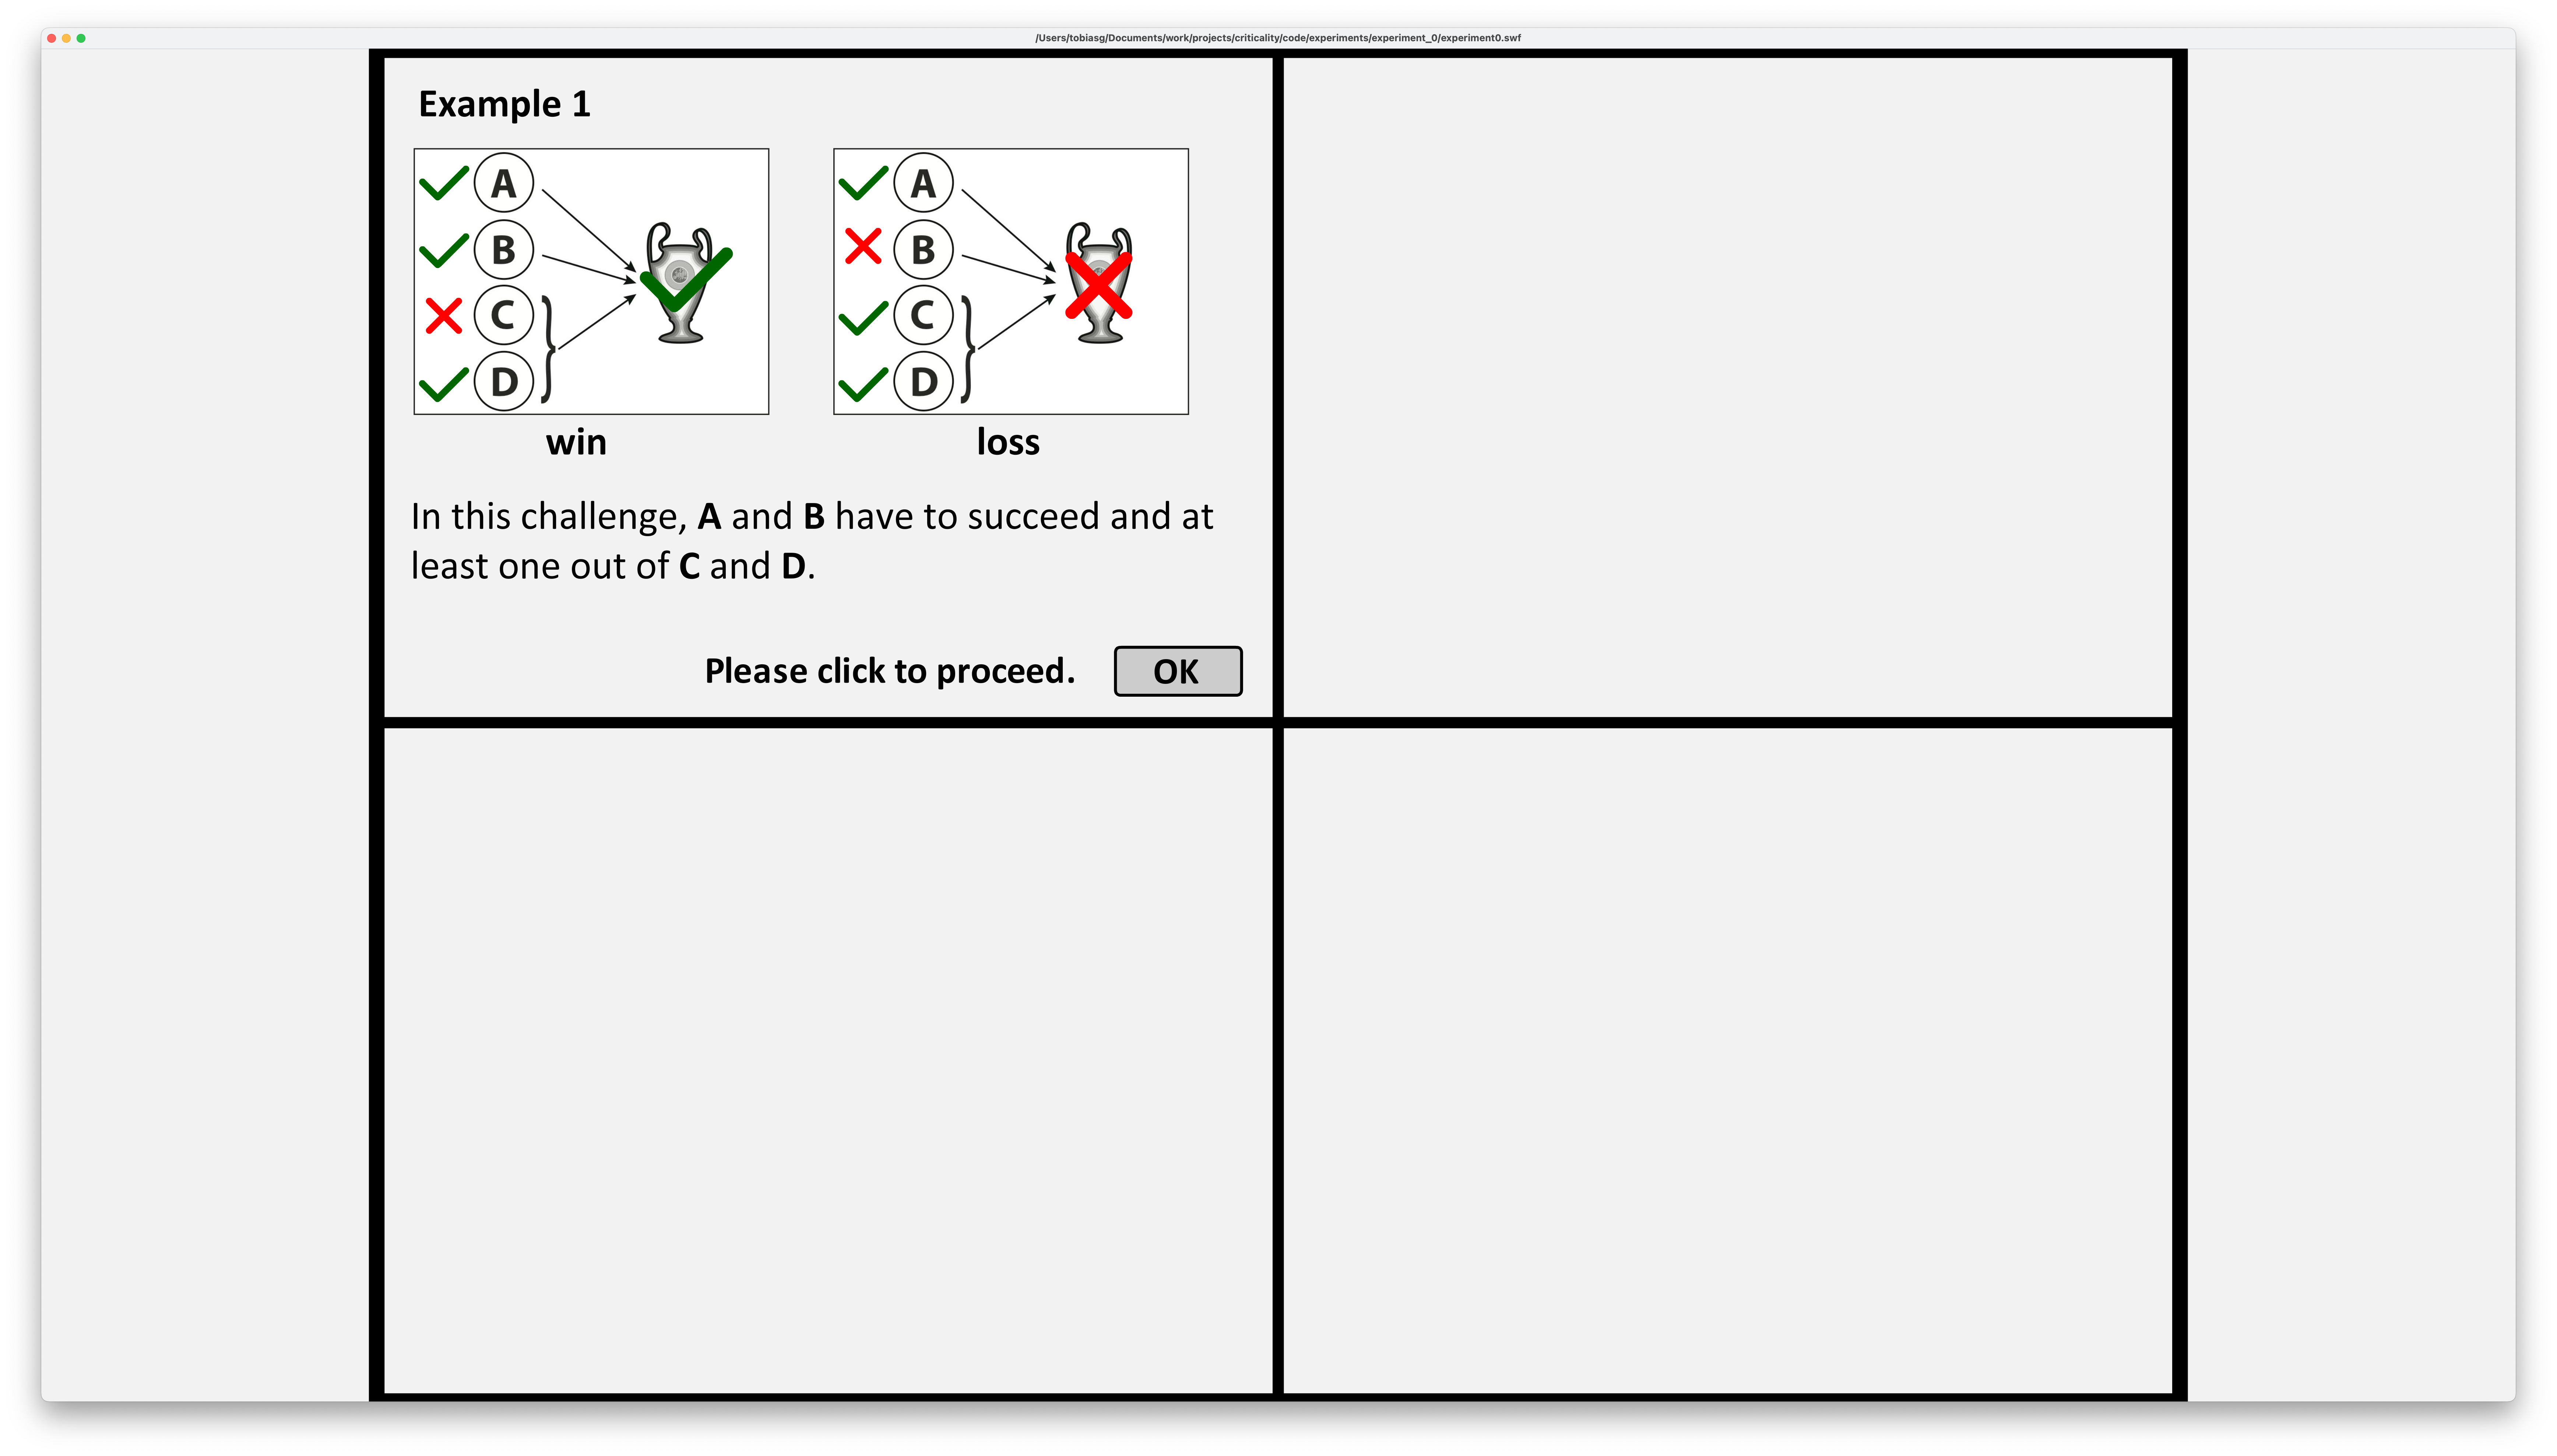 /Users/tobiasg/Documents/work/projects/criticality/code/experiments/experiment_0/experiment0.swf
Example 1
A
B
C
D
win
A
B
C
D
loss
In this challenge, A and B have to succeed and at
least one out of C and D.
Please click to proceed.
OK